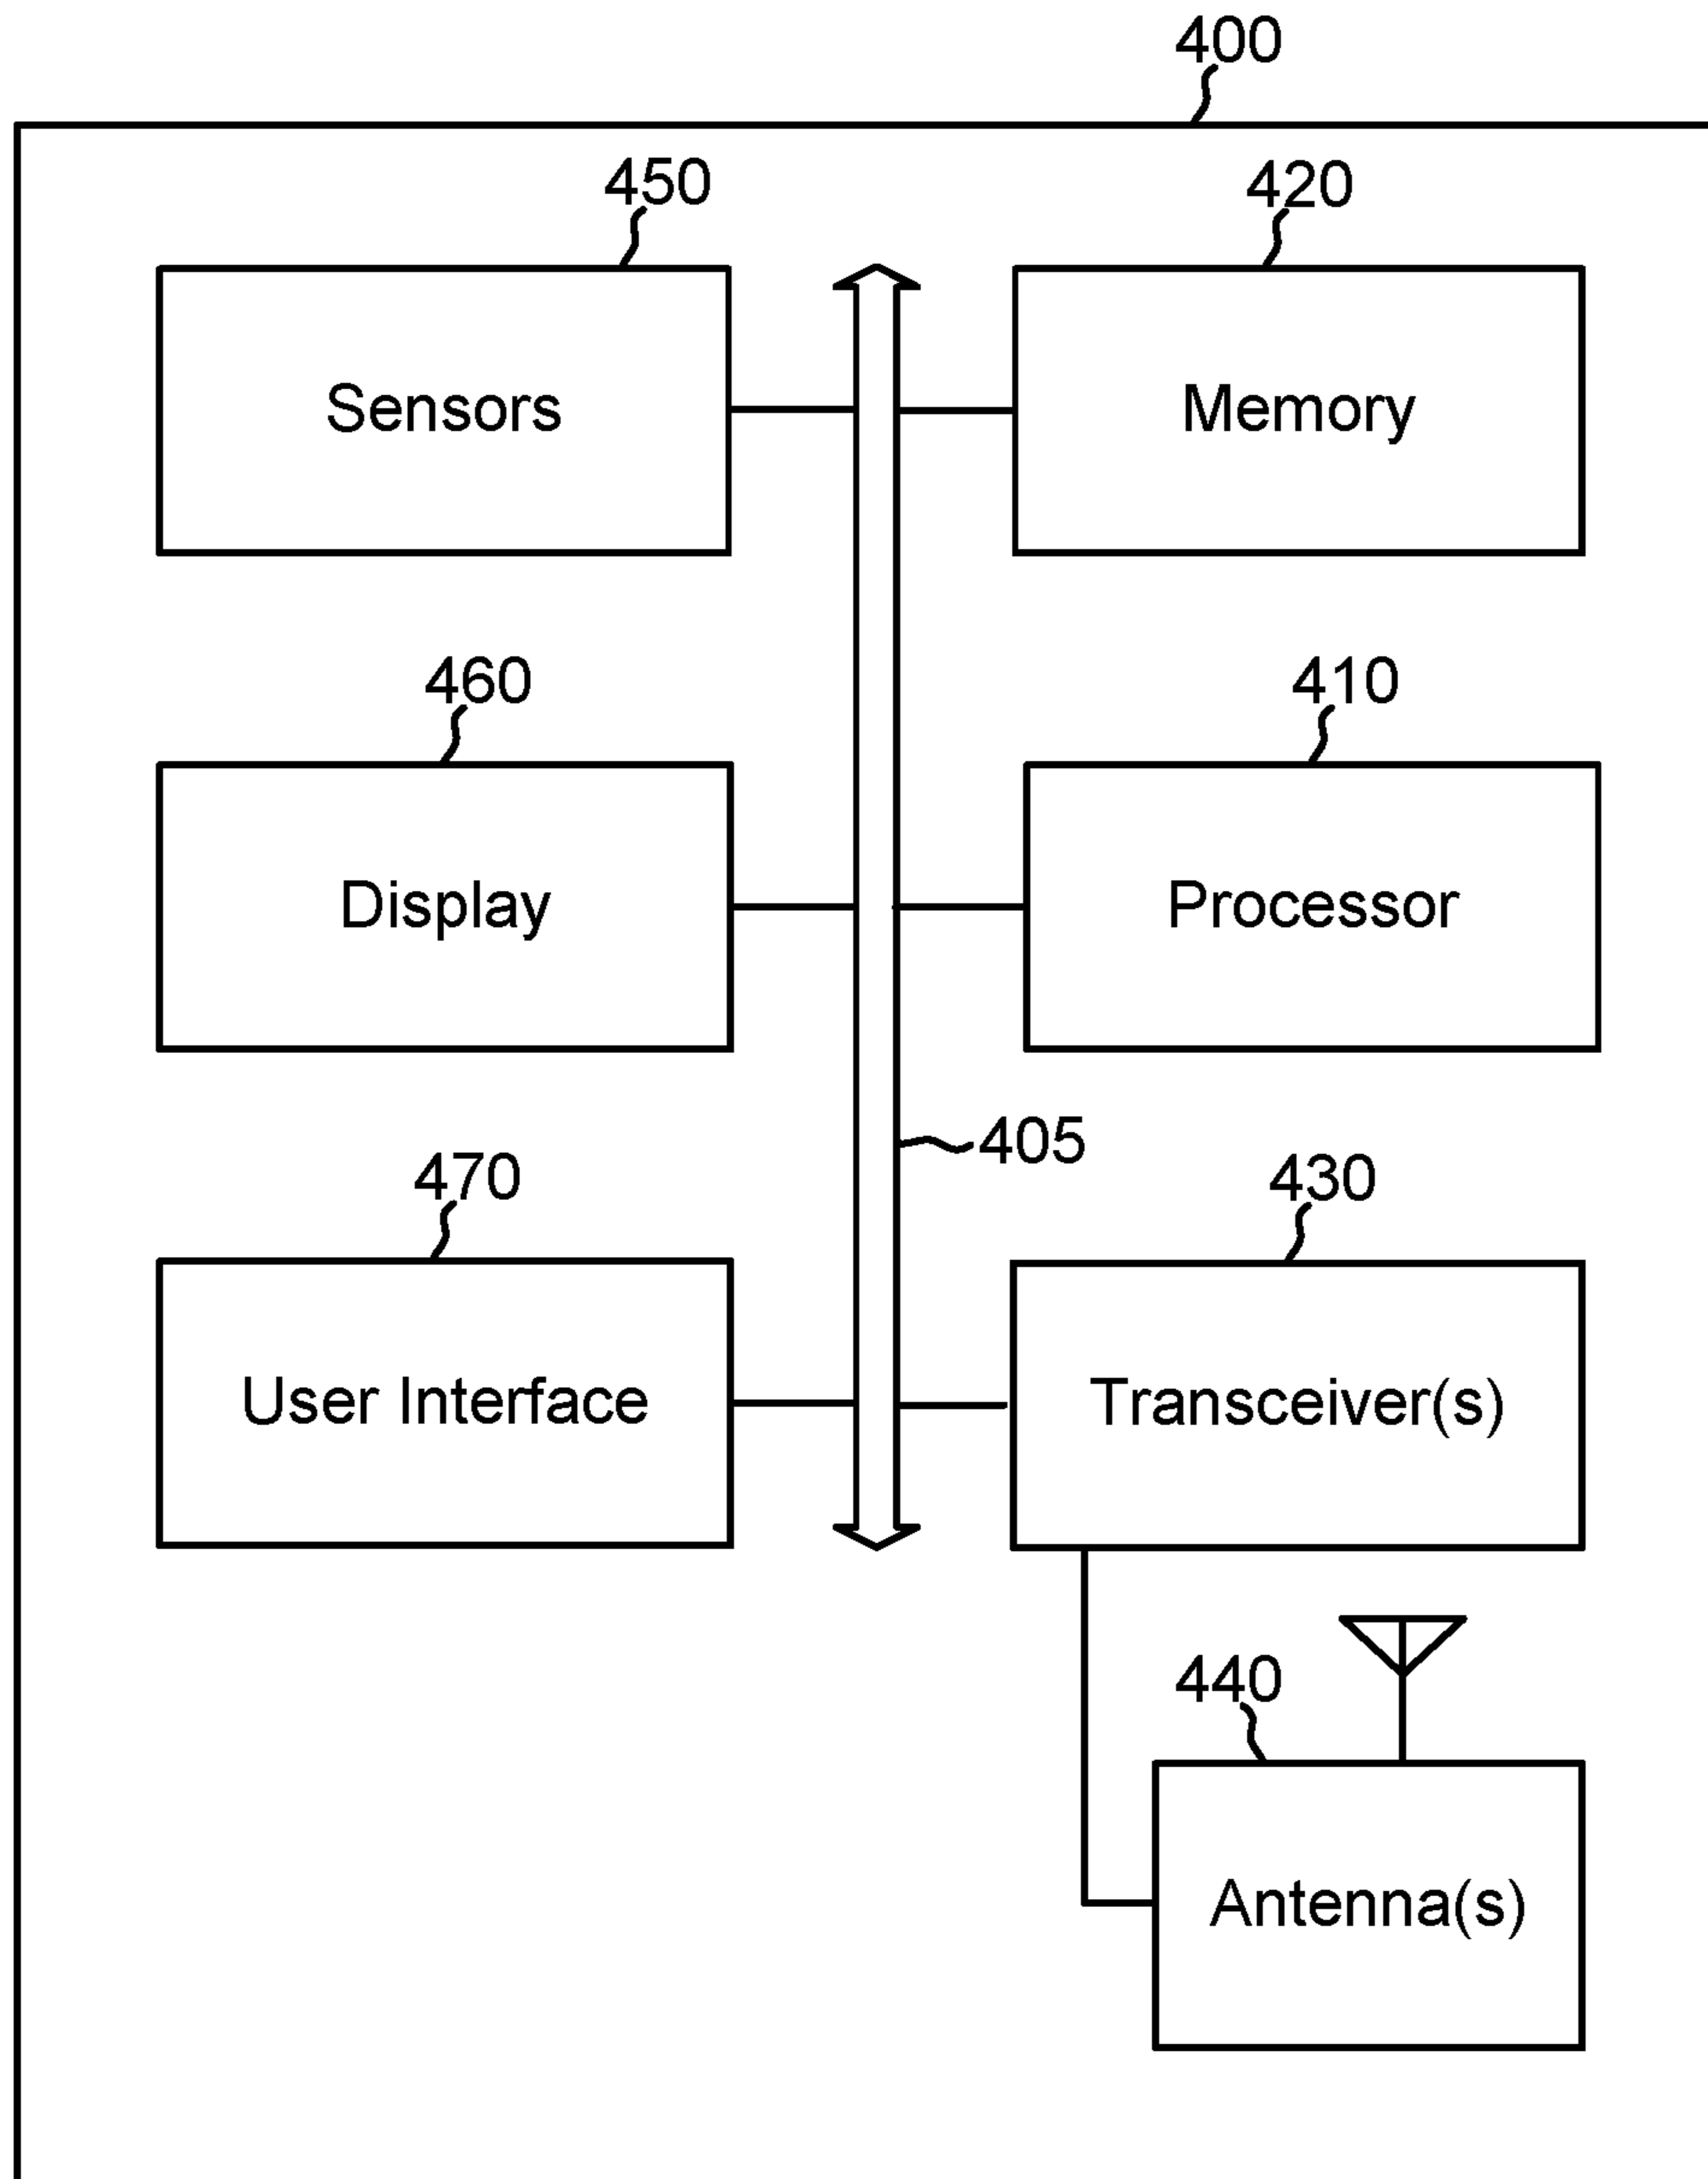 400
450
420
Sensors
Memory
460
410
Display
Processor
405
470
430
User Interface
Transceiver(s)
440
Antenna(s)